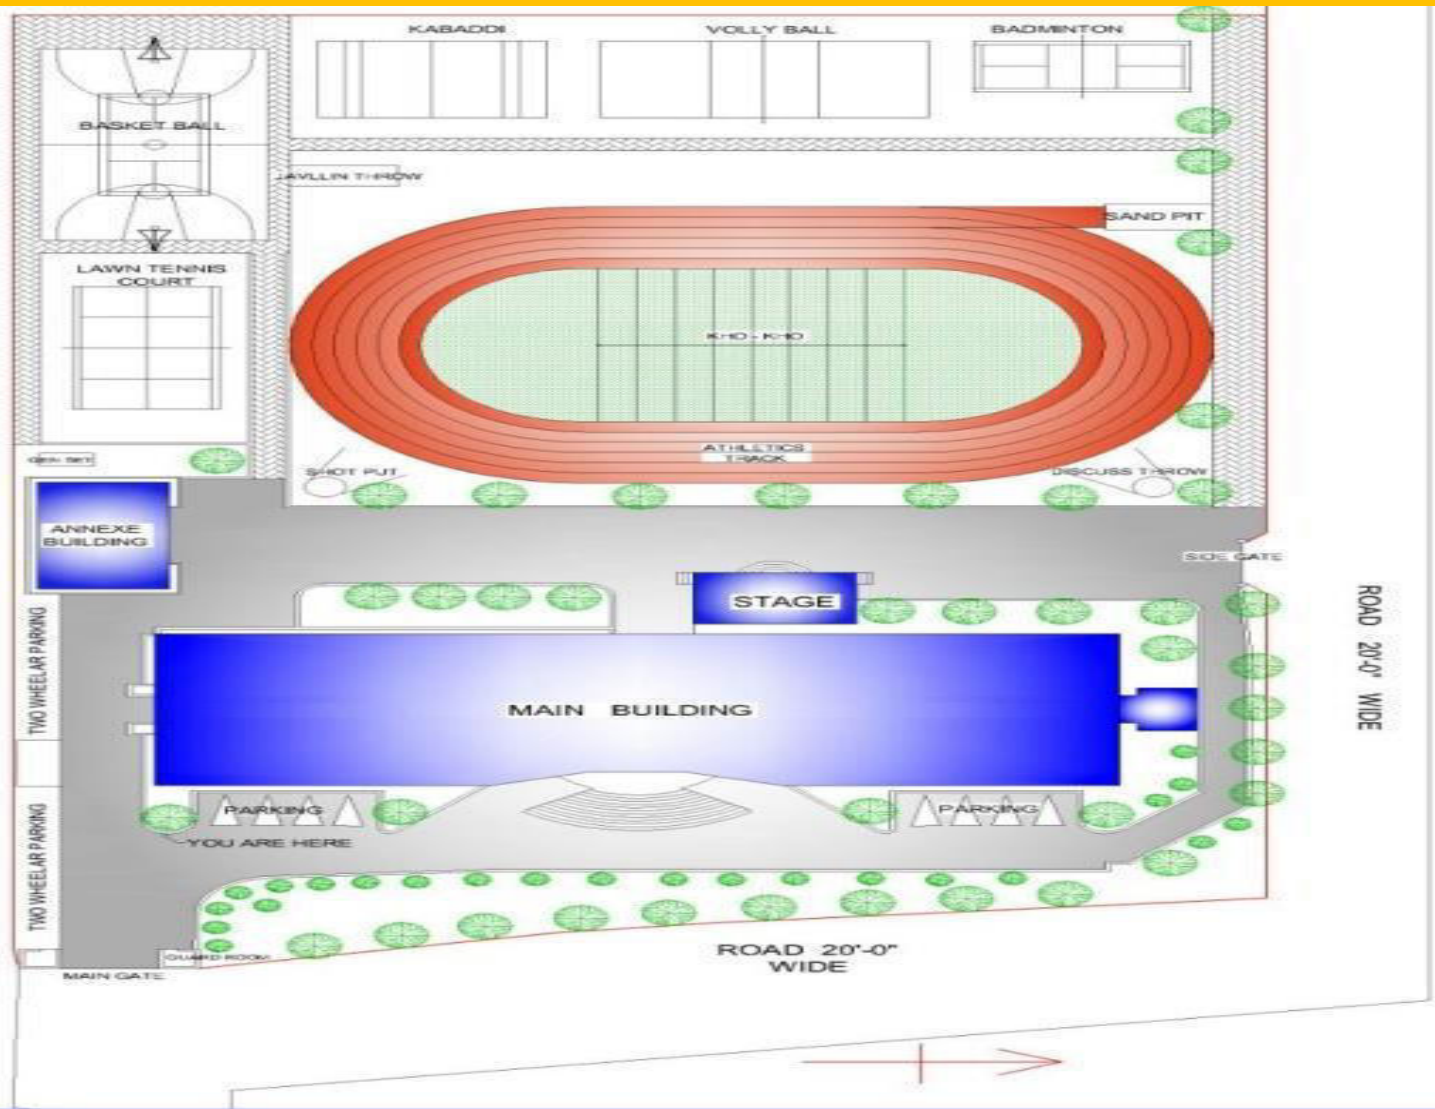 KABADDI
VOLLY BALL
BADMINTON
BASKET BALL
JAVLLIN THROW
SAND PIT
LAWN TENNIS
COURT
KHO - KHO
ATHLETICS
TRACK
GEN SET
SHOT PUT
DISCUSS THROW
ANNEXE
BUILDING
SIDE GATE
STAGE
TWO WHEELAR PARKING
ROAD 20'-0" WIDE
MAIN BUILDING
PARKING
PARKING
YOU ARE HERE
TWO WHEELAR PARKING
GUARD ROOM
MAIN GATE
ROAD 20'-0"
WIDE